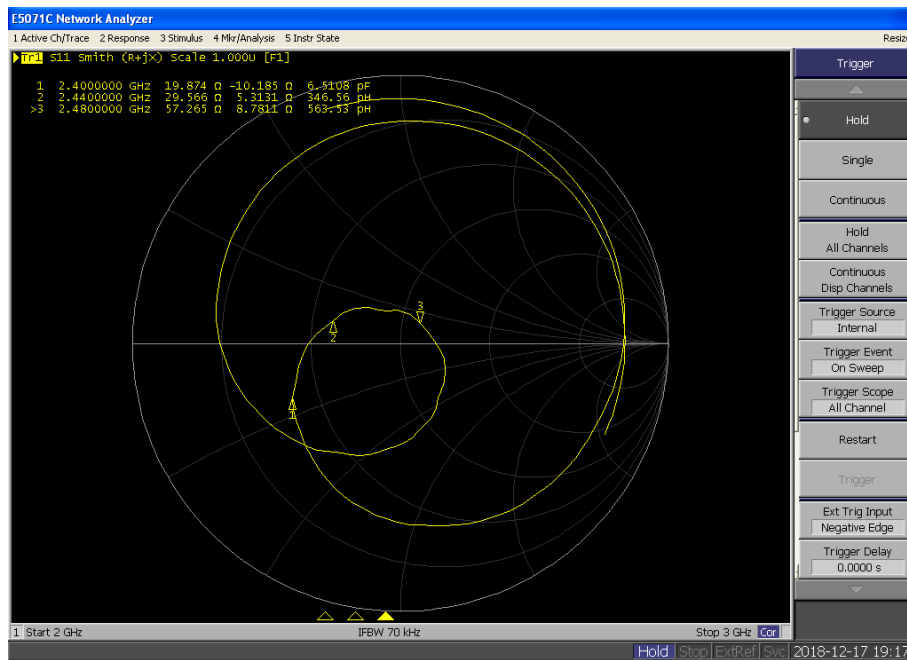 E5071C Network Analyzer
1 Active Ch/Trace 2 Response 3 Stimulus 4 Mkr/Analysis 5 Instr State
Resize
Tr1 S11 Smith (R+jX) Scale 1.000U [F1]
1 2.4000000 GHz 19.874 Ω -10.185 Ω 6.5108 pF
2 2.4400000 GHz 29.566 Ω 5.3131 Ω 346.56 pH
>3 2.4800000 GHz 57.265 Ω 8.7811 Ω 563.53 pH
3
2
1
Trigger
Hold
Single
Continuous
Hold
All Channels
Continuous
Disp Channels
Trigger Source
Internal
Trigger Event
On Sweep
Trigger Scope
All Channel
Restart
Trigger
Ext Trig Input
Negative Edge
Trigger Delay
0.0000 s
1 Start 2 GHz IFBW 70 kHz Stop 3 GHz Cor
Hold Stop ExtRef Svc 2018-12-17 19:17